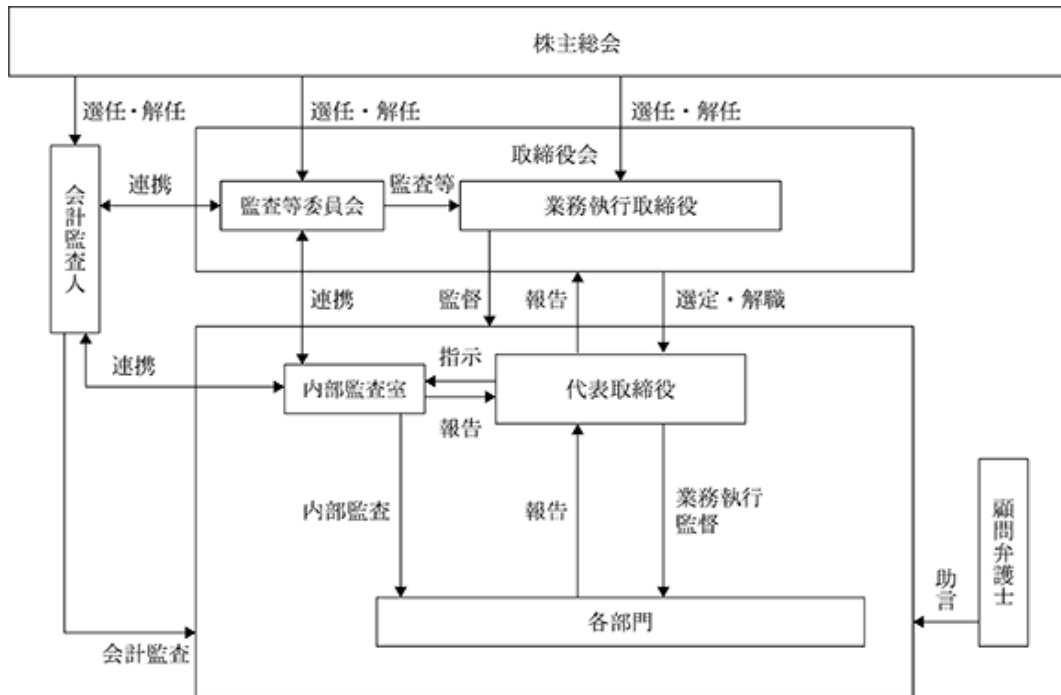 株主総会
選任・解任
選任・解任
選任・解任
取締役会
会計監査人
連携
監査等委員会
監査等
業務執行取締役
連携
監督
報告
選定・解職
連携
内部監査室
指示
報告
代表取締役
内部監査
報告
業務執行
監督
顧問弁護士
助言
各部門
会計監査